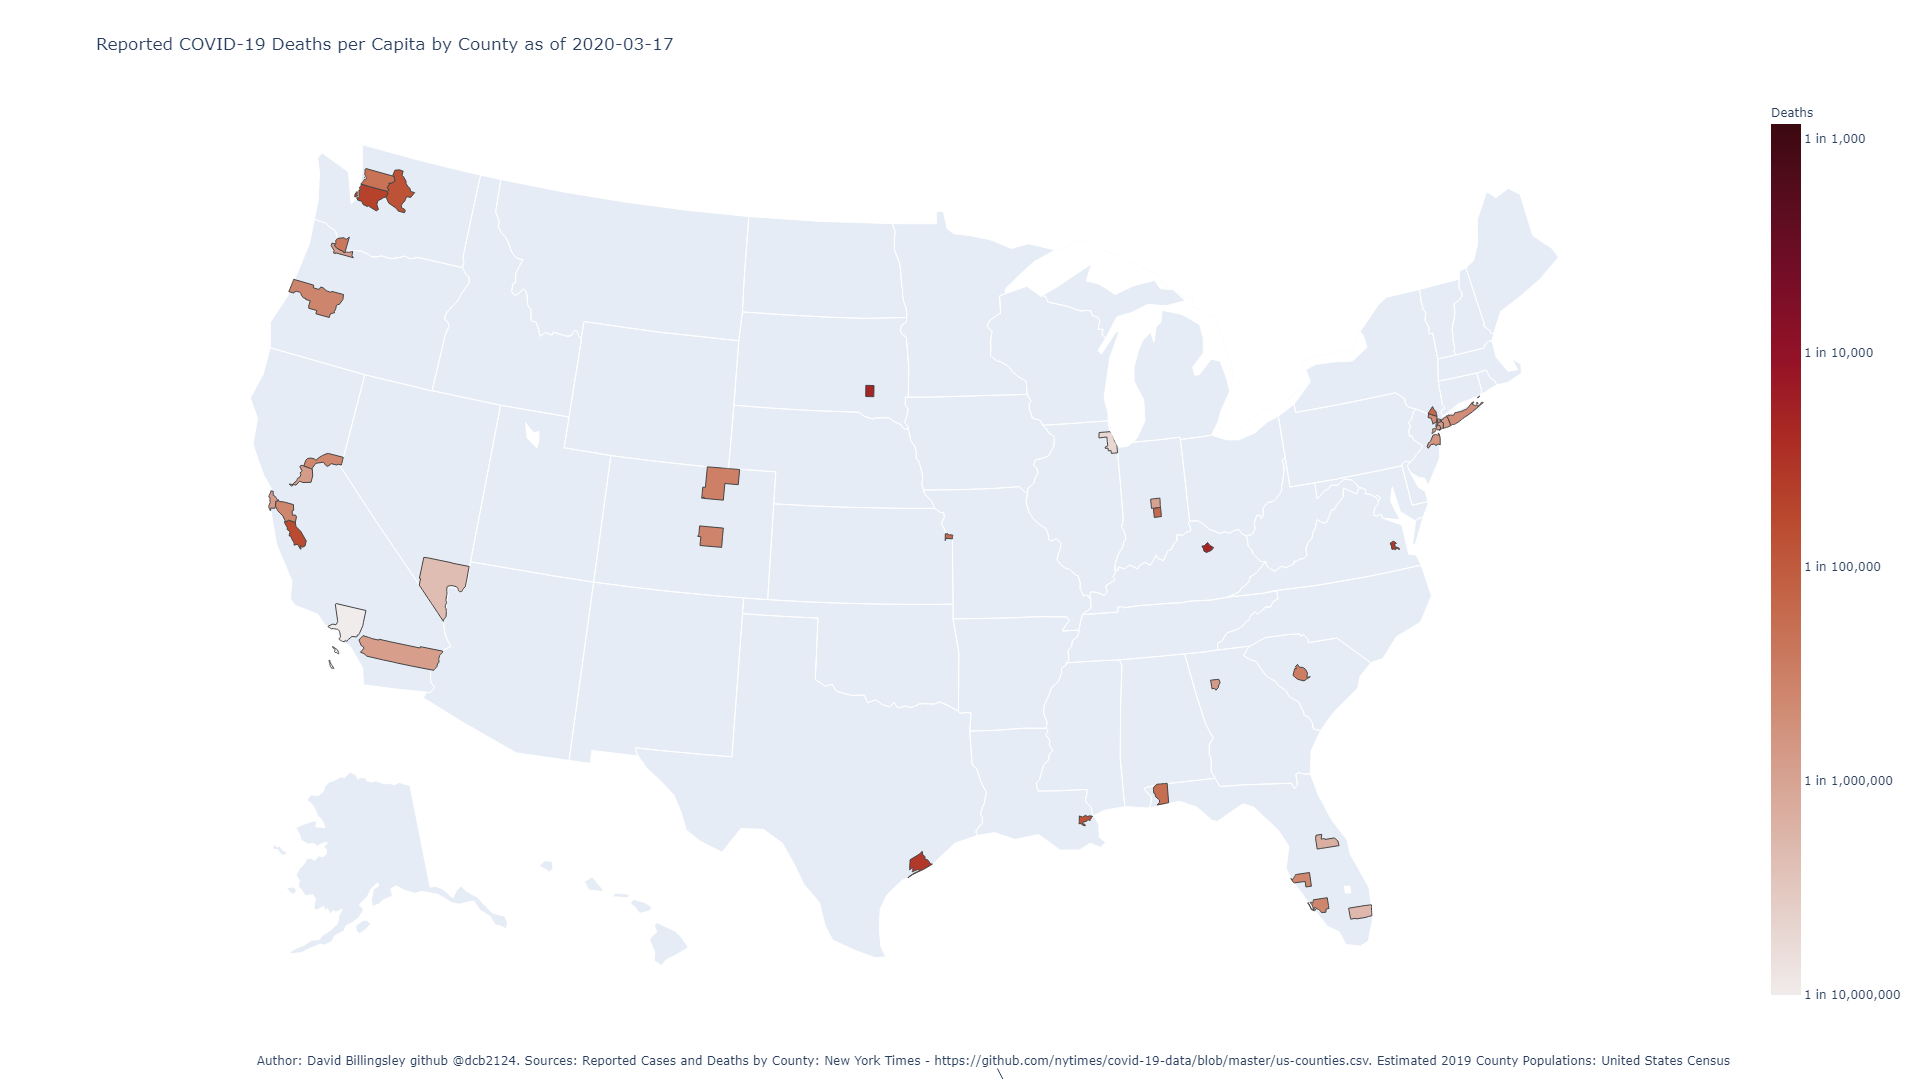 Reported COVID-19 Deaths per Capita by County as of 2020-03-17
Deaths
1 in 1,000
1 in 10,000
1 in 100,000
1 in 1,000,000
1 in 10,000,000
Author: David Billingsley github @dcb2124. Sources: Reported Cases and Deaths by County: New York Times - https://github.com/nytimes/covid-19-data/blob/master/us-counties.csv. Estimated 2019 County Populations: United States Census